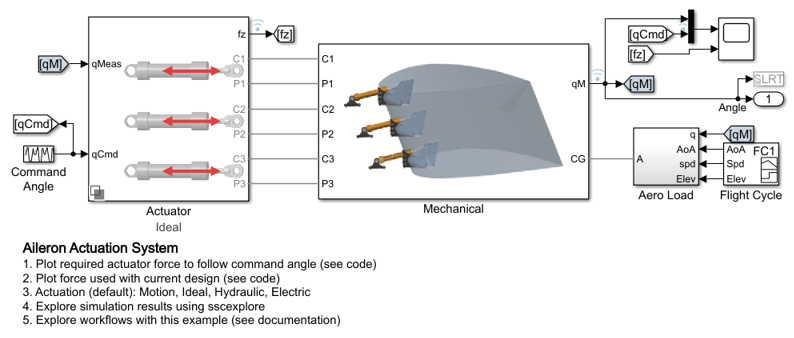 fz
[fz]
[qM]
qMeas
C1
P1
C2
P2
C3
P3
C1
P1
C2
P2
C3
P3
[qCmd]
qCmd
Command
Angle
Actuator
Ideal
Mechanical
qM
CG
[qCmd]
[fz]
[qM]
SLRT
Angle
1
[qM]
A
q
AoA
spd
Elev
AoA
Spd
Elev
FC1
Aero Load
Flight Cycle
Aileron Actuation System
1. Plot required actuator force to follow command angle (see code)
2. Plot force used with current design (see code)
3. Actuation (default): Motion, Ideal, Hydraulic, Electric
4. Explore simulation results using sscexplore
5. Explore workflows with this example (see documentation)